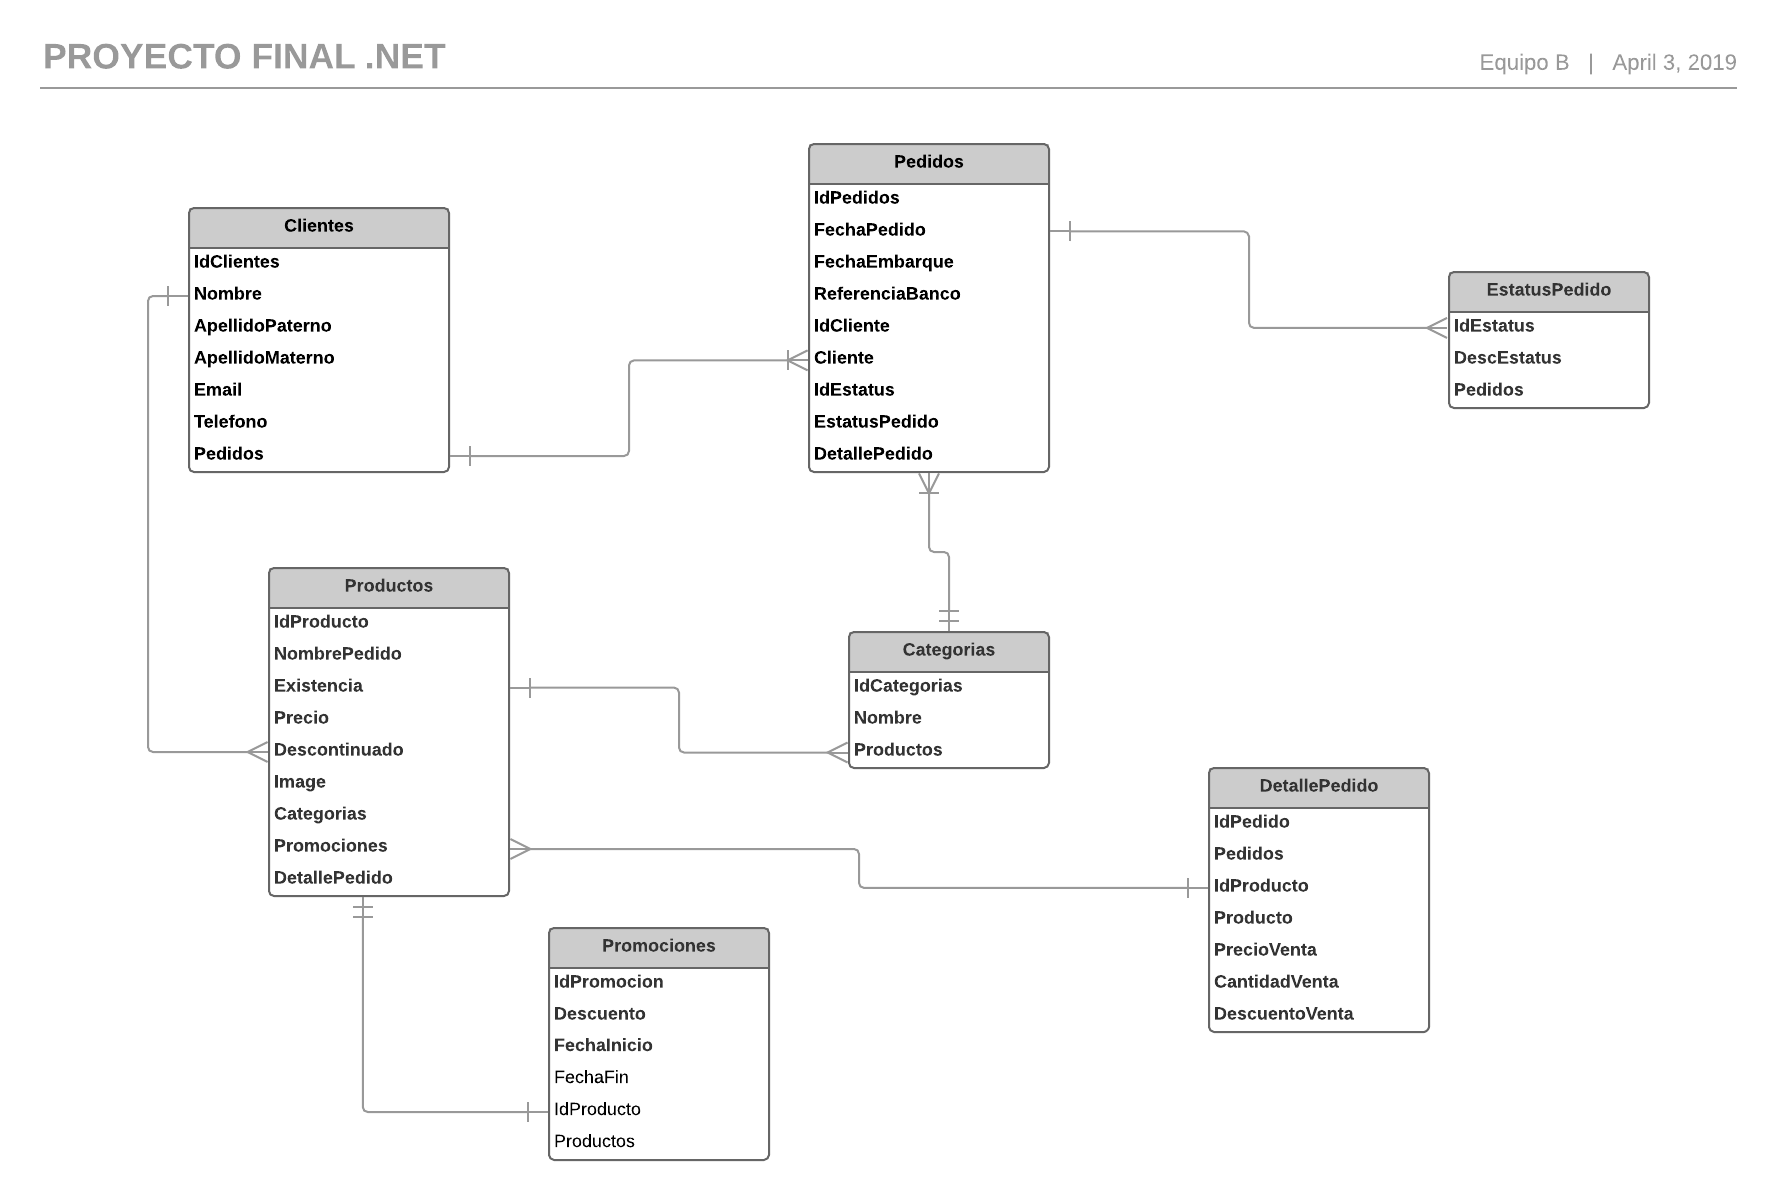 PROYECTO FINAL .NET
Equipo B | April 3, 2019
Clientes
IdClientes
Nombre
ApellidoPaterno
ApellidoMaterno
Email
Telefono
Pedidos
Pedidos
IdPedidos
FechaPedido
FechaEmbarque
ReferenciaBanco
IdCliente
Cliente
IdEstatus
EstatusPedido
DetallePedido
EstatusPedido
IdEstatus
DescEstatus
Pedidos
Productos
IdProducto
NombrePedido
Existencia
Precio
Descontinuado
Image
Categorias
Promociones
DetallePedido
Categorias
IdCategorias
Nombre
Productos
DetallePedido
IdPedido
Pedidos
IdProducto
Producto
PrecioVenta
CantidadVenta
DescuentoVenta
Promociones
IdPromocion
Descuento
FechaInicio
FechaFin
IdProducto
Productos